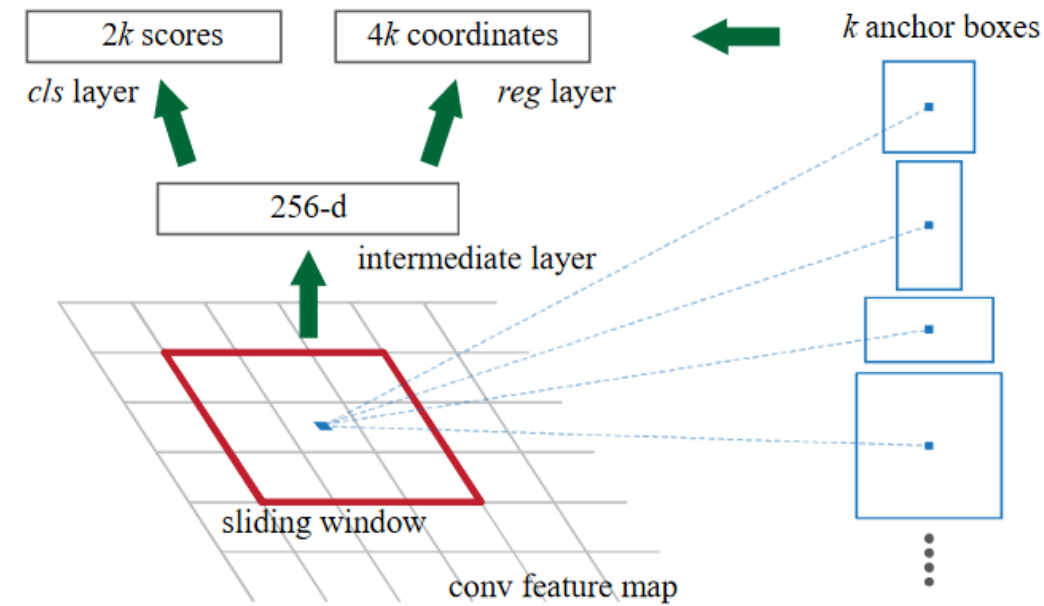 2k scores
4k coordinates
k anchor boxes
cls layer
reg layer
256-d
intermediate layer
sliding window
conv feature map